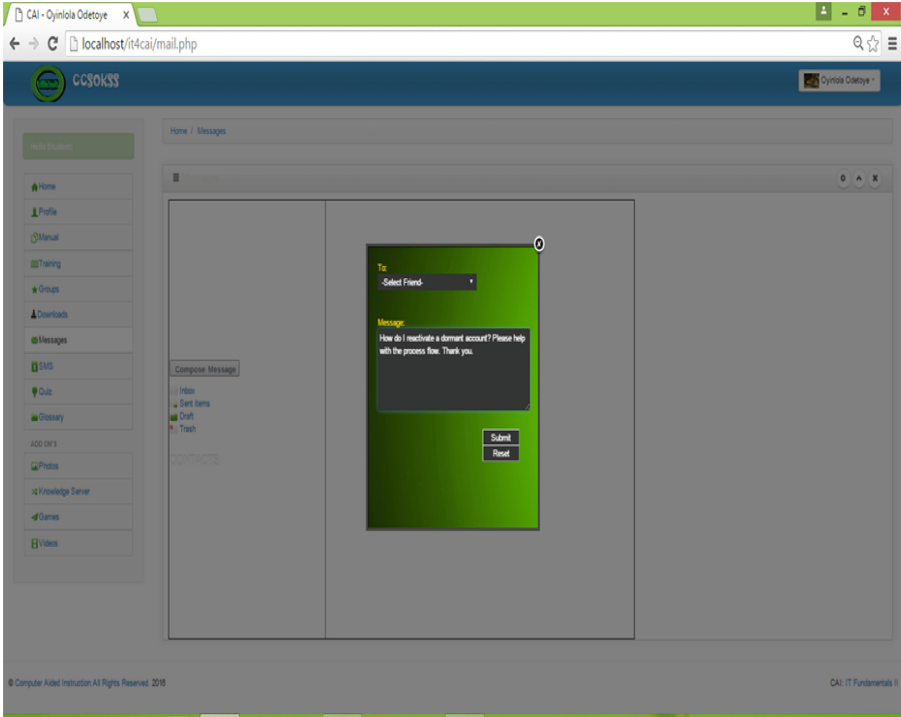 CAI - Oyinlola Odetoye
localhost/it4cai/mail.php
CCSOKSS
Oyinlola Odetoye
Home / Messages
Home
Profile
Manual
Training
Groups
Downloads
Messages
SMS
Quiz
Glossary
ADD ON'S
Photos
Knowledge Server
Games
Videos
Compose Message
Inbox
Sent Items
Draft
Trash
CONTACTS
To:
-Select Friend-
Message:
How do I reactivate a dormant account? Please help
with the process flow. Thank you.
Submit
Reset
© Computer Aided Instruction All Rights Reserved. 2016
CAI: IT Fundamentals II